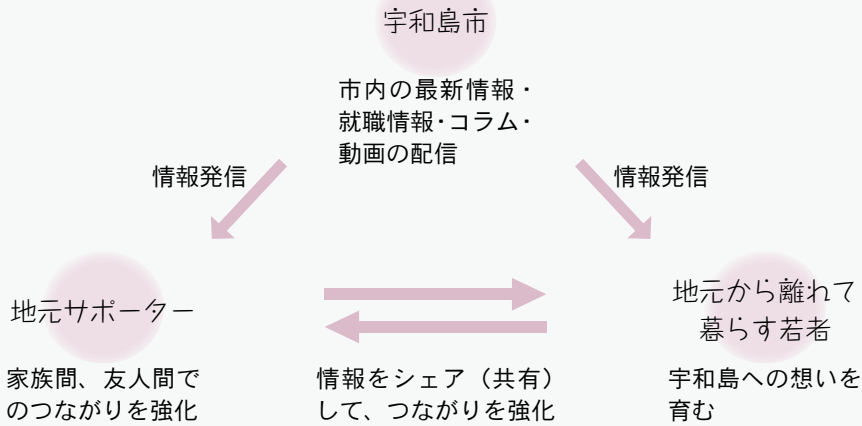 宇和島市
市内の最新情報・
就職情報・コラム・
動画の配信
情報発信
情報発信
地元サポーター
地元から離れて
暮らす若者
家族間、友人間で
のつながりを強化
情報をシェア（共有）
して、つながりを強化
宇和島への想いを
育む